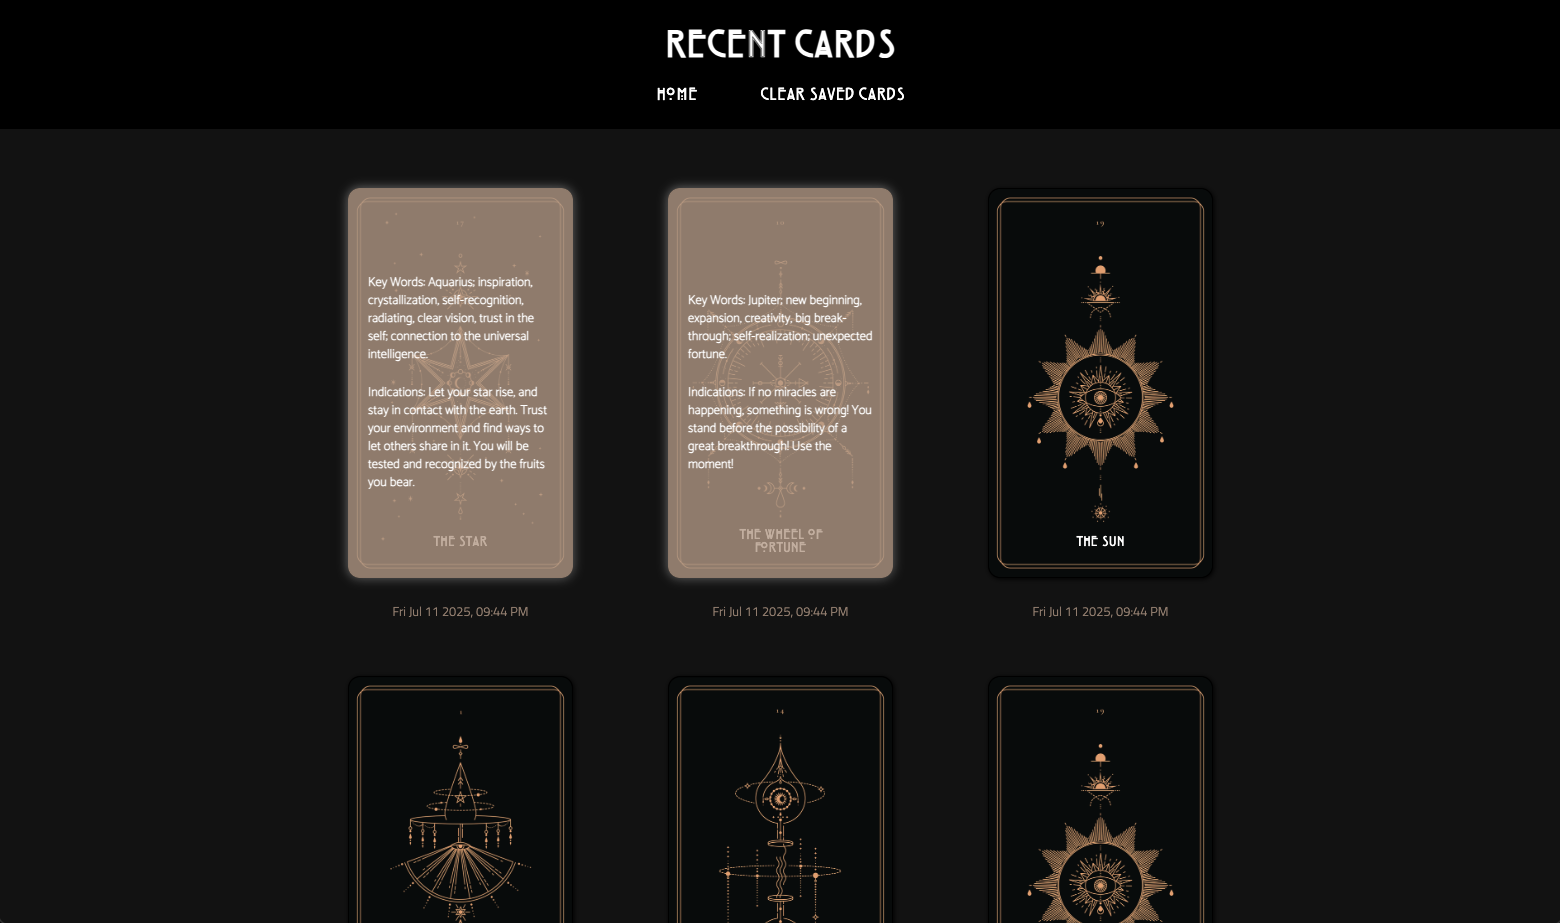 RECENT CARDS
HOME
CLEAR SAVED CARDS
17
Key Words: Aquarius; inspiration,
crystallization, self-recognition,
radiating, clear vision, trust in the
self; connection to the universal
intelligence.
Indications: Let your star rise, and
stay in contact with the earth. Trust
your environment and find ways to
let others share in it. You will be
tested and recognized by the fruits
you bear.
THE STAR
Fri Jul 11 2025, 09:44 PM
10
Key Words: Jupiter; new beginning,
expansion, creativity, big break-
through; self-realization; unexpected
fortune.
Indications: If no miracles are
happening, something is wrong! You
stand before the possibility of a
great breakthrough! Use the
moment!
THE WHEEL OF
FORTUNE
Fri Jul 11 2025, 09:44 PM
19
THE SUN
Fri Jul 11 2025, 09:44 PM
1
14
19